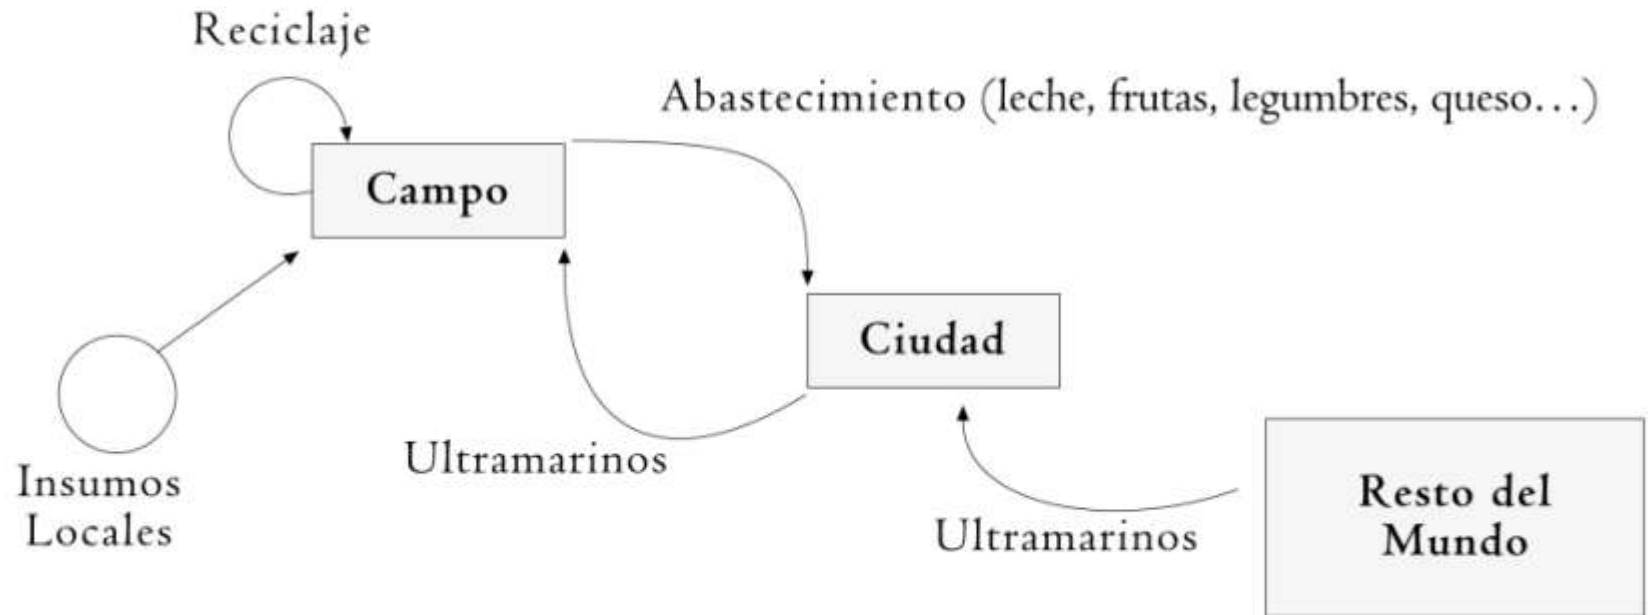 Reciclaje
Abastecimiento (leche, frutas, legumbres, queso...)
Campo
Ciudad
Ultramarinos
Insumos
Locales
Resto del
Mundo
Ultramarinos